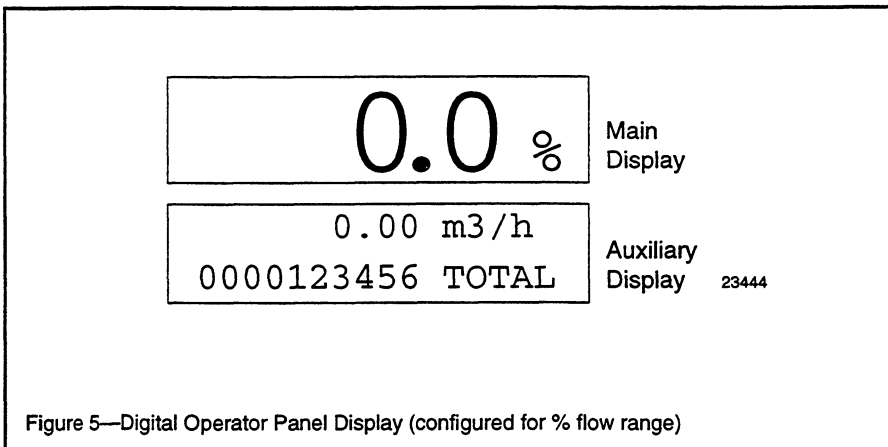 0.0 %
Main
Display
0.00 m3/h
0000123456 TOTAL
Auxiliary
Display
23444
Figure 5—Digital Operator Panel Display (configured for % flow range)